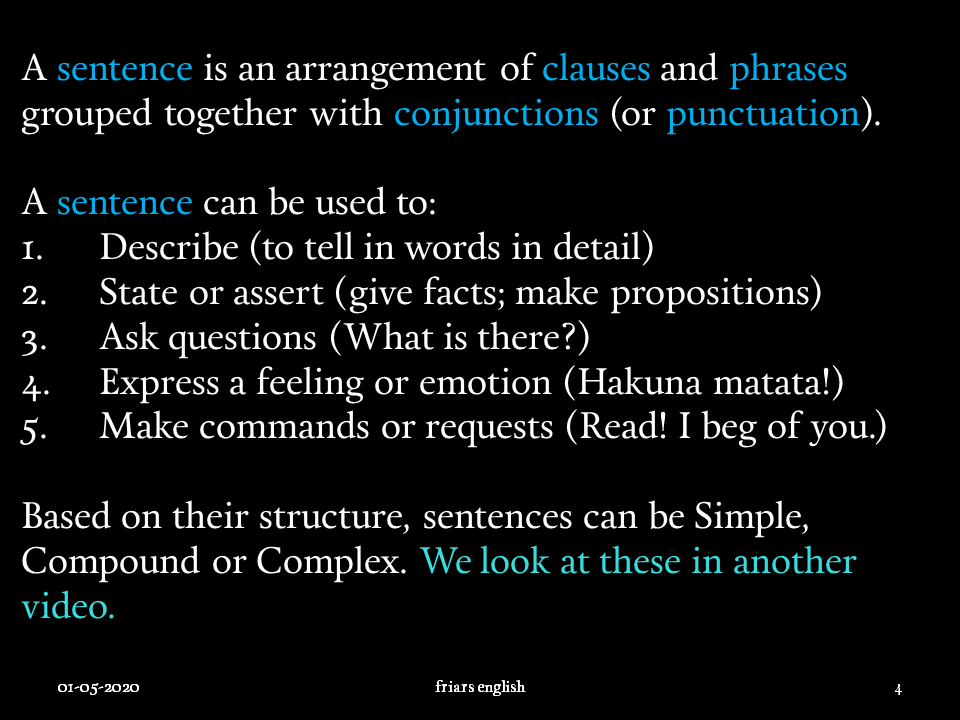 A sentence is an arrangement of clauses and phrases
grouped together with conjunctions (or punctuation).
A sentence can be used to:
1. Describe (to tell in words in detail)
2. State or assert (give facts; make propositions)
3. Ask questions (What is there?)
4. Express a feeling or emotion (Hakuna matata!)
5. Make commands or requests (Read! I beg of you.)
Based on their structure, sentences can be Simple,
Compound or Complex. We look at these in another
video.
01-05-2020 friars english 4